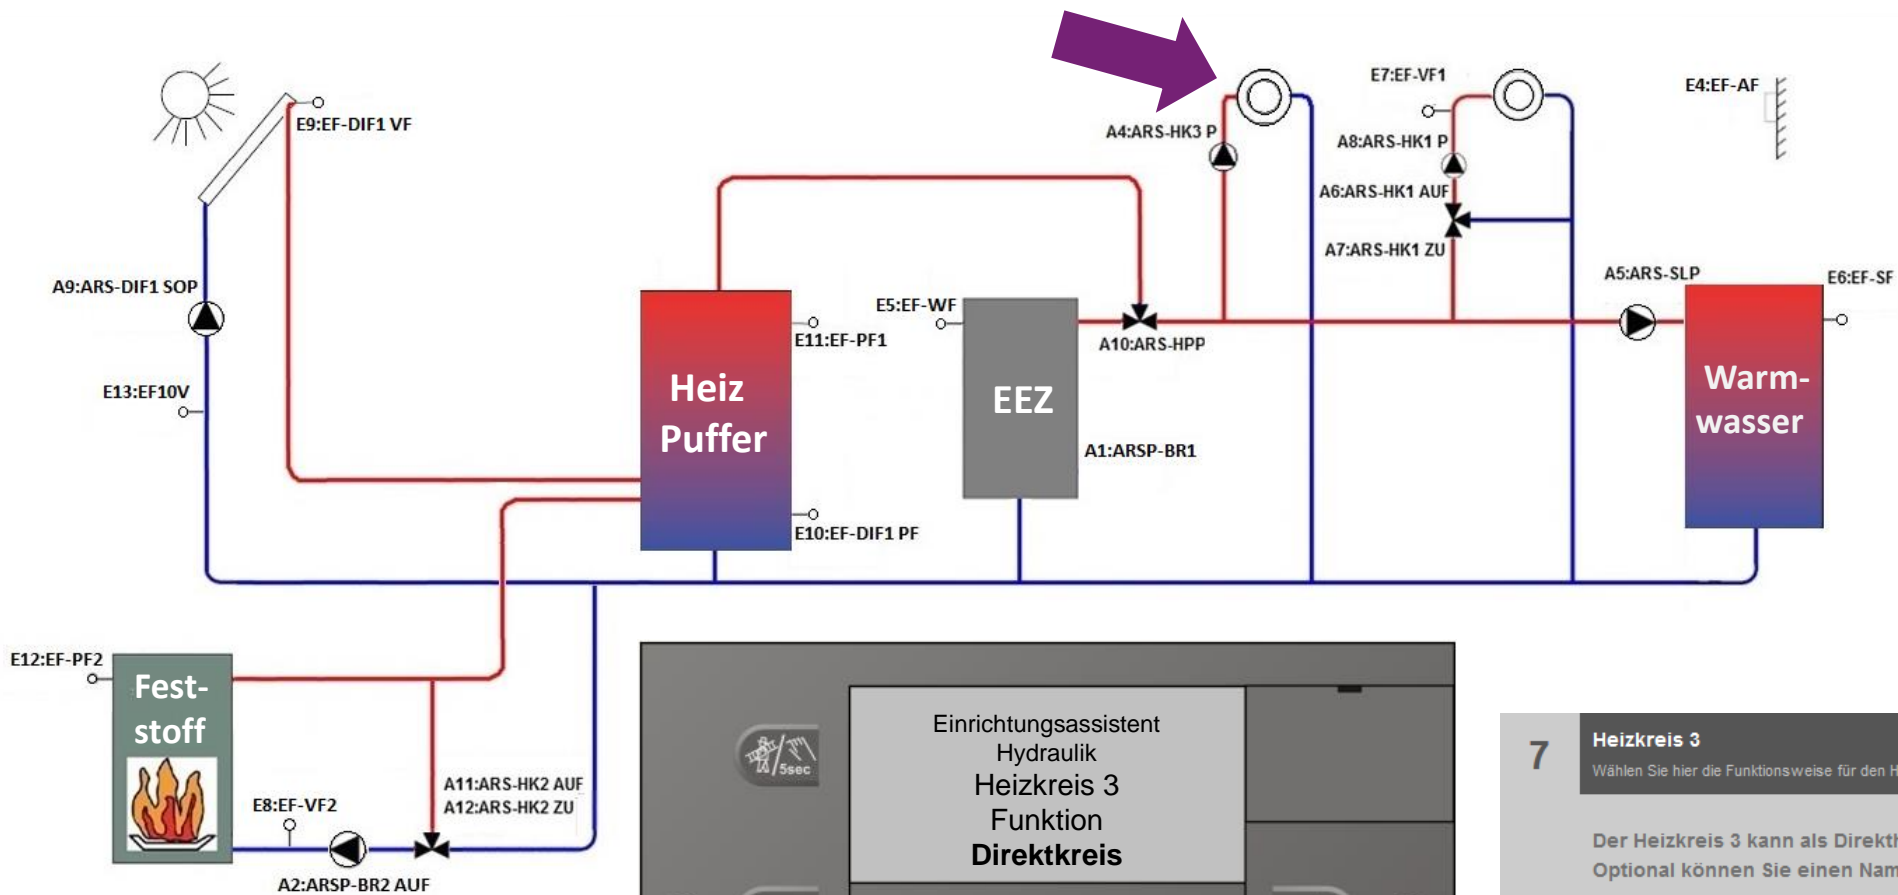 E7:EF-VF1
E4:EF-AF
E9:EF-DIF1 VF
A4:ARS-HK3 P
A8:ARS-HK1 P
A6:ARS-HK1 AUF
A7:ARS-HK1 ZU
A9:ARS-DIF1 SOP
E5:EF-WF
A5:ARS-SLP
E6:EF-SF
E11:EF-PF1
A10:ARS-HPP
E13:EF10V
Heiz
Puffer
EEZ
Warm-
wasser
A1:ARSP-BR1
E10:EF-DIF1 PF
E12:EF-PF2
Fest-
stoff
A11:ARS-HK2 AUF
A12:ARS-HK2 ZU
E8:EF-VF2
A2:ARSP-BR2 AUF
5sec
Einrichtungsassistent
Hydraulik
Heizkreis 3
Funktion
Direktkreis
7
Heizkreis 3
Wählen Sie hier die Funktionsweise für den
Der Heizkreis 3 kann als
Optional können Sie einen